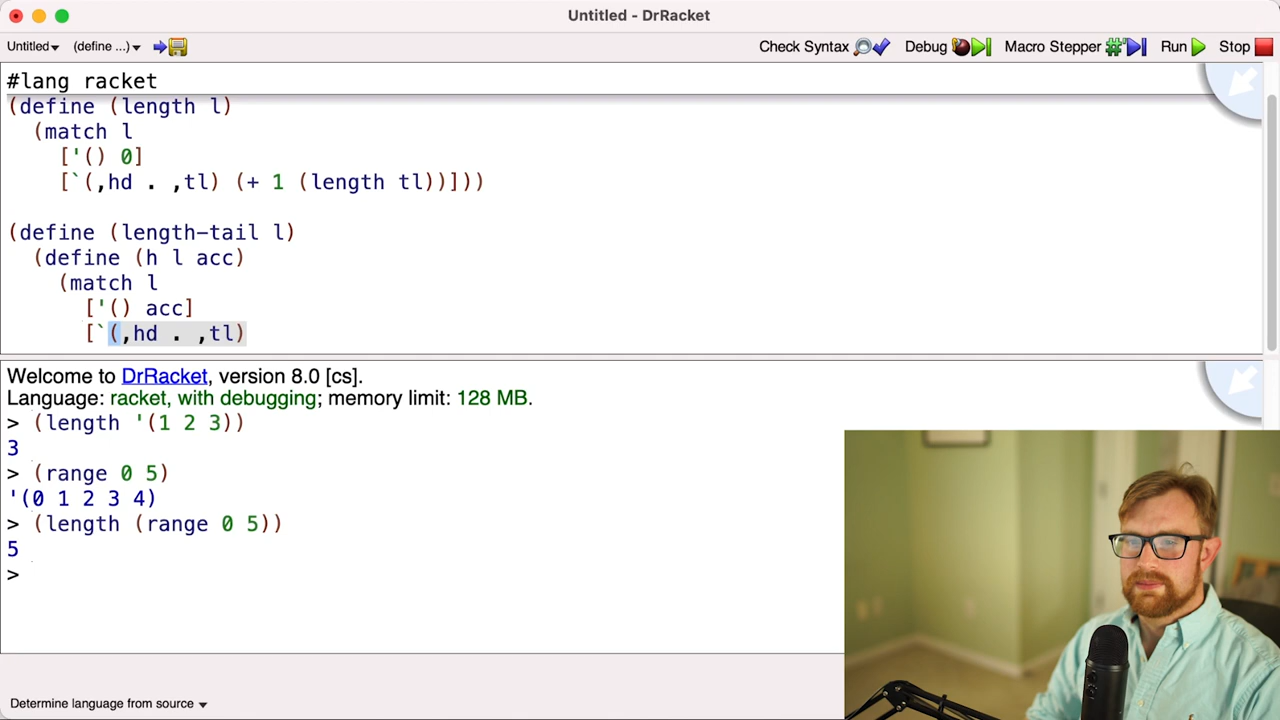 Untitled - DrRacket
Untitled (define ...) Check Syntax Debug Macro Stepper Run Stop
#lang racket
(define (length l)
(match l
['() 0]
[`(,hd . ,tl) (+ 1 (length tl))]))
(define (length-tail l)
(define (h l acc)
(match l
['() acc]
[`(,hd . ,tl)
Welcome to DrRacket, version 8.0 [cs].
Language: racket, with debugging; memory limit: 128 MB.
> (length '(1 2 3))
3
> (range 0 5)
'(0 1 2 3 4)
> (length (range 0 5))
5
>
Determine language from source